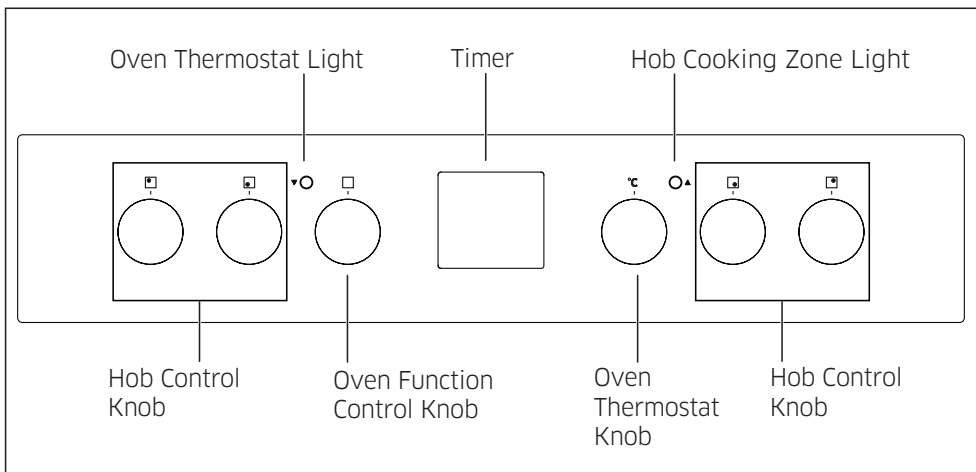 Oven Thermostat Light
Timer
Hob Cooking Zone Light
°C
Hob Control
Knob
Oven Function
Control Knob
Oven
Thermostat
Knob
Hob Control
Knob